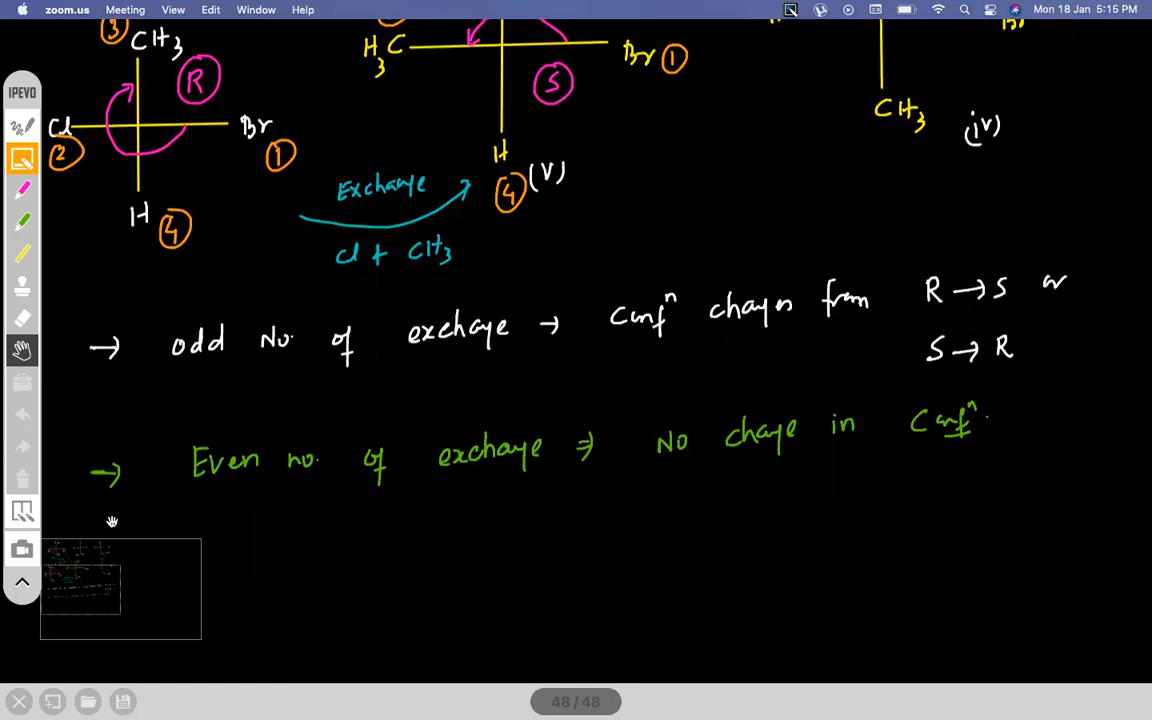 zoom.us Meeting View Edit Window Help
Mon 18 Jan 5:15 PM
IPEVO
3
CH3
R
Cl
2
Br
1
H
4
H3C
Br 1
S
H
4 (V)
CH3
(iv)
Exchange
Cl + CH3
→ odd No. of exchange → Confn changes from R → S or
S → R
→ Even no. of exchange ⇒ No change in Confn.
48 / 48